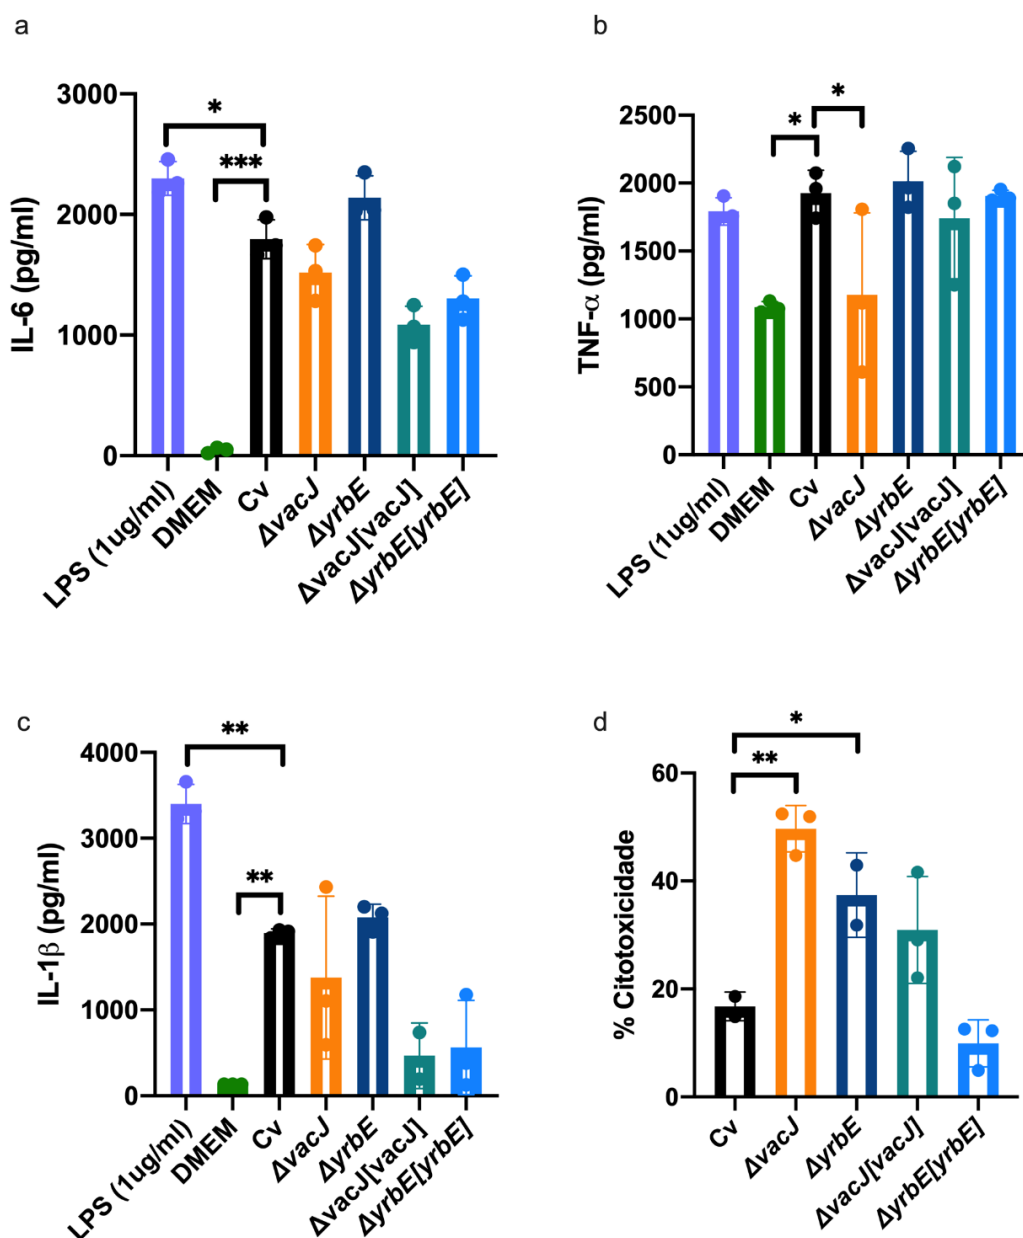 a
*
***
3000
2000
1000
0
IL-6 (pg/ml)
LPS (1ug/ml)
DMEM
Cv
ΔvacJ
ΔyrbE
ΔvacJ[vacJ]
ΔyrbE[yrbE]
b
*
*
2500
2000
1500
1000
500
0
TNF-α (pg/ml)
LPS (1ug/ml)
DMEM
Cv
ΔvacJ
ΔyrbE
ΔvacJ[vacJ]
ΔyrbE[yrbE]
c
**
**
4000
3000
2000
1000
0
IL-1β (pg/ml)
LPS (1ug/ml)
DMEM
Cv
ΔvacJ
ΔyrbE
ΔvacJ[vacJ]
ΔyrbE[yrbE]
d
*
**
60
40
20
0
% Citotoxicidade
Cv
ΔvacJ
ΔyrbE
ΔvacJ[vacJ]
ΔyrbE[yrbE]